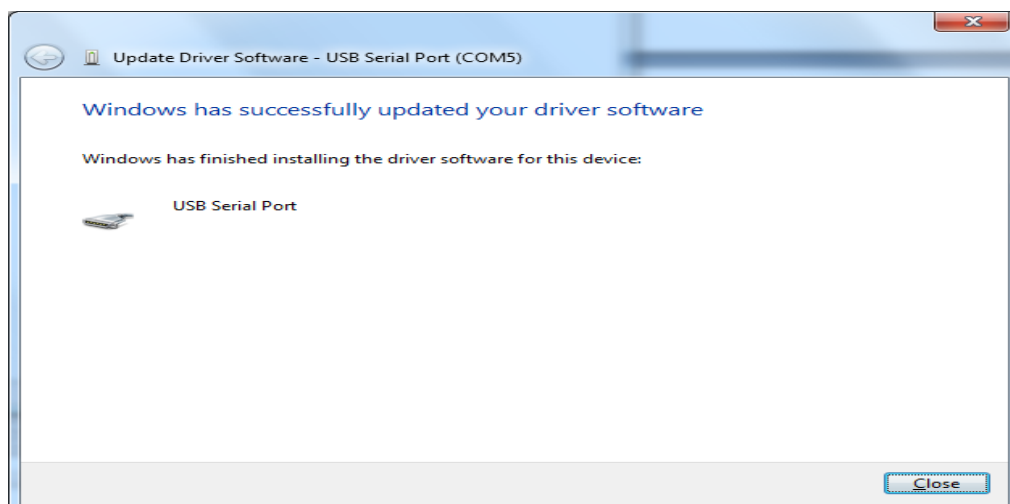 Update Driver Software - USB Serial Port (COM5)
Windows has successfully updated your driver software
Windows has finished installing the driver software for this device:
USB Serial Port
Close